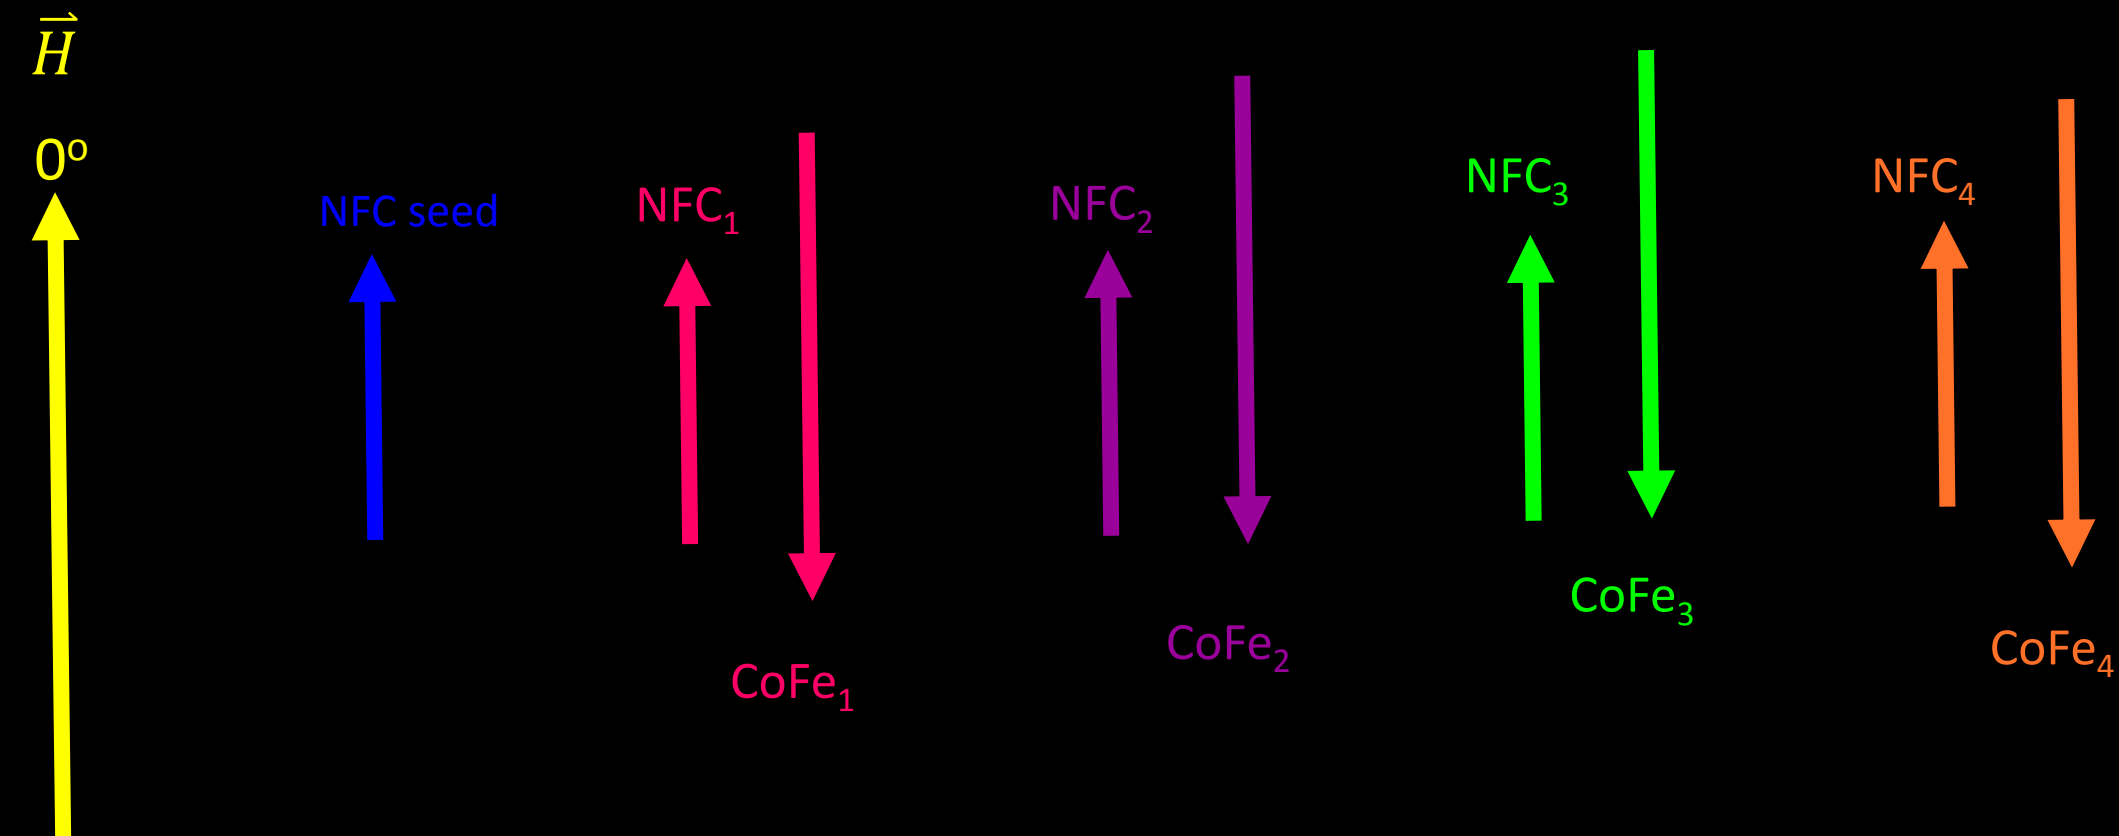 H⃗
0º
NFC seed
NFC₁
NFC₂
NFC₃
NFC₄
CoFe₁
CoFe₂
CoFe₃
CoFe₄